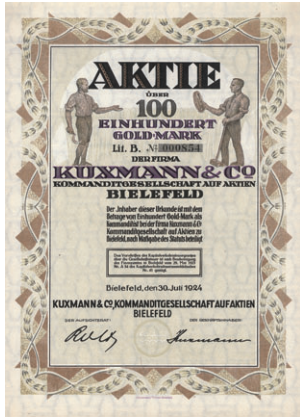 AKTIE
ÜBER
100
EINHUNDERT
GOLD-MARK
Lit. B. № 000854
DER FIRMA
KUXMANN & Co
KOMMANDITGESELLSCHAFT AUF AKTIEN
BIELEFELD
Der Inhaber dieser Urkunde ist mit dem
Betrage von Einhundert Gold-Mark als
Kommanditist bei der Firma Kuxmann & Co
Kommanditgesellschaft auf Aktien zu
Bielefeld, nach Maßgabe des Statuts beteiligt
Bielefeld, den 30. Juli 1924
KUXMANN & Co, KOMMANDITGESELLSCHAFT AUF AKTIEN
BIELEFELD
DER AUFSICHTSRAT:
Kuxmann